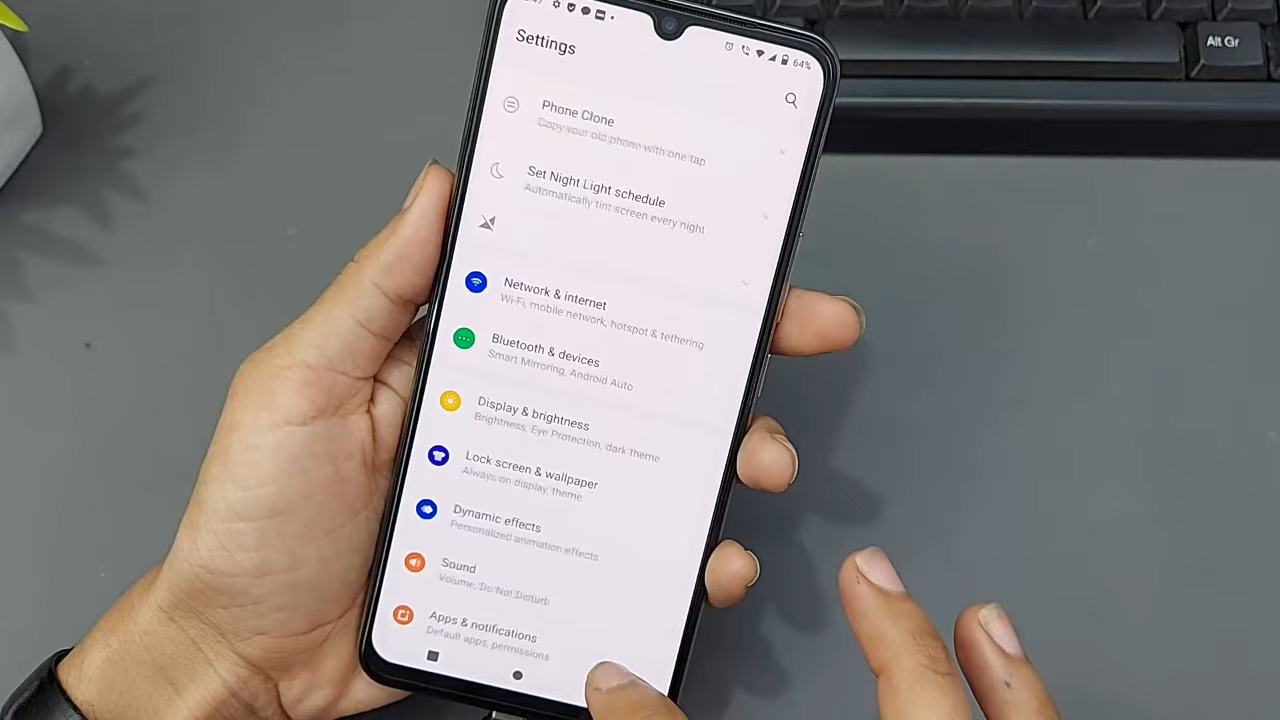 64%
Alt Gr
Settings
Phone Clone
Copy your old phone with one tap
Set Night Light schedule
Automatically tint screen every night
Network & internet
Wi-Fi, mobile network, hotspot & tethering
Bluetooth & devices
Smart Mirroring, Android Auto
Display & brightness
Brightness, Eye Protection, dark theme
Lock screen & wallpaper
Always on display, theme
Dynamic effects
Personalized animation effects
Sound
Volume, Do Not Disturb
Apps & notifications
Default apps, permissions